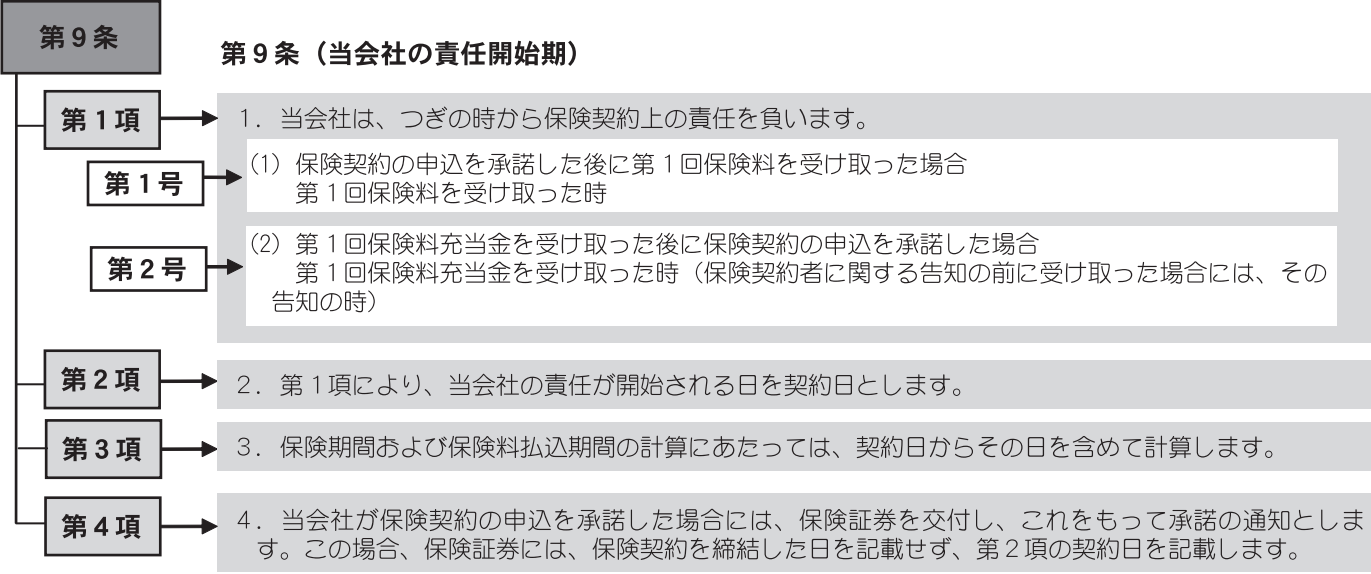 第9条
第9条（当会社の責任開始期）
第1項
1．当会社は、つぎの時から保険契約上の責任を負います。
第1号
(1) 保険契約の申込を承諾した後に第1回保険料を受け取った場合
第1回保険料を受け取った時
第2号
(2) 第1回保険料充当金を受け取った後に保険契約の申込を承諾した場合
第1回保険料充当金を受け取った時（保険契約者に関する告知の前に受け取った場合には、その
告知の時）
第2項
2．第1項により、当会社の責任が開始される日を契約日とします。
第3項
3．保険期間および保険料払込期間の計算にあたっては、契約日からその日を含めて計算します。
第4項
4．当会社が保険契約の申込を承諾した場合には、保険証券を交付し、これをもって承諾の通知としま
す。この場合、保険証券には、保険契約を締結した日を記載せず、第2項の契約日を記載します。